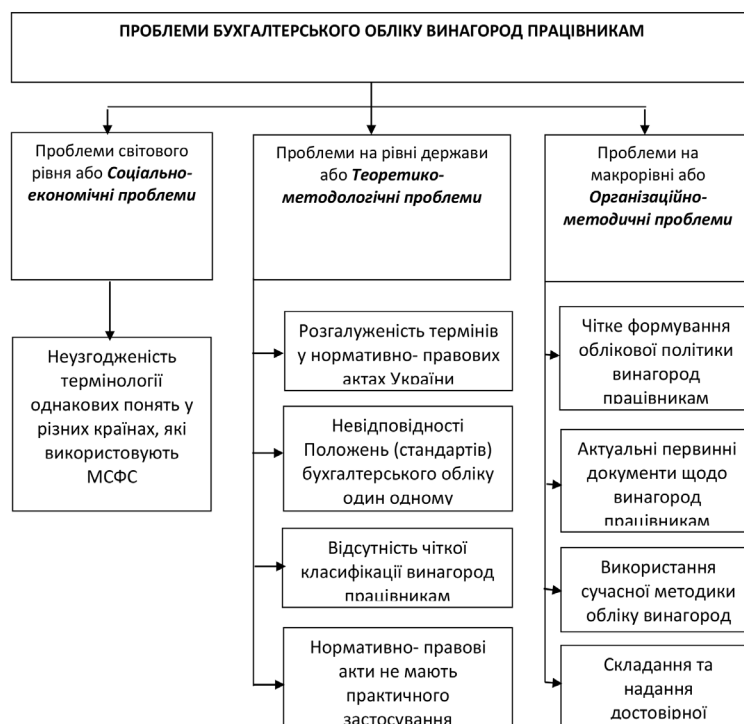 ПРОБЛЕМИ БУХГАЛТЕРСЬКОГО ОБЛІКУ ВИНАГОРОД ПРАЦІВНИКАМ
Проблеми світового
рівня або Соціально-
економічні проблеми
Неузгодженість
термінології
однакових понять у
різних країнах, які
використовують
МСФС
Проблеми на рівні держави
або Теоретико-
методологічні проблеми
Розгалуженість термінів
у нормативно- правових
актах України
Невідповідності
Положень (стандартів)
бухгалтерського обліку
один одному
Відсутність чіткої
класифікації винагород
працівникам
Нормативно- правові
акти не мають
практичного
застосування
Проблеми на
макрорівні або
Організаційно-
методичні проблеми
Чітке формування
облікової політики
винагород
працівникам
Актуальні первинні
документи щодо
винагород
працівникам
Використання
сучасної методики
обліку винагород
Складання та
надання
достовірної